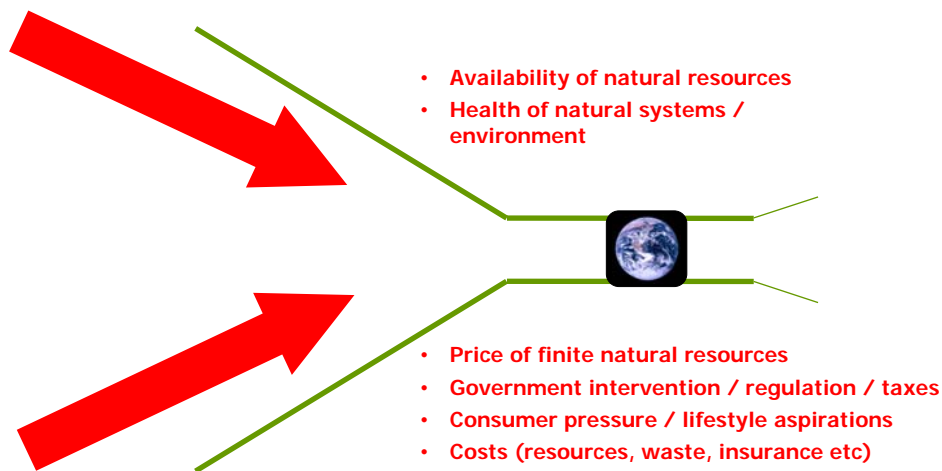 • Availability of natural resources
• Health of natural systems /
environment
• Price of finite natural resources
• Government intervention / regulation / taxes
• Consumer pressure / lifestyle aspirations
• Costs (resources, waste, insurance etc)